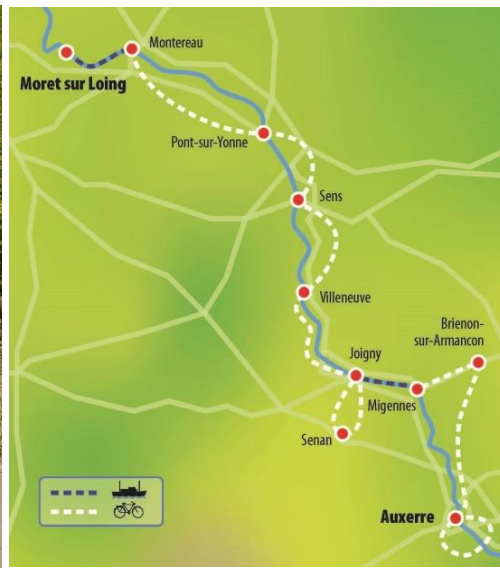 Montereau
Moret sur Loing
Pont-sur-Yonne
Sens
Villeneuve
Brienon-
sur-Armancon
Joigny
Migennes
Senan
Auxerre